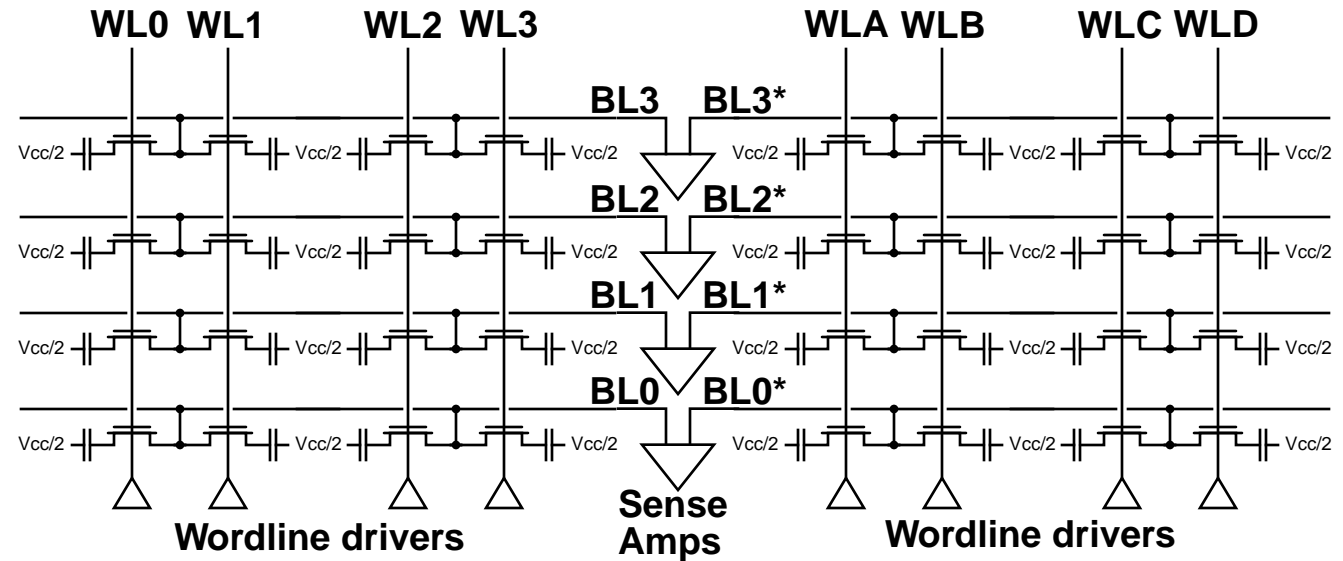 WL0 WL1 WL2 WL3 WLA WLB WLC WLD
BL3 BL3*
Vcc/2 Vcc/2 Vcc/2 Vcc/2 Vcc/2 Vcc/2
BL2 BL2*
Vcc/2 Vcc/2 Vcc/2 Vcc/2 Vcc/2 Vcc/2
BL1 BL1*
Vcc/2 Vcc/2 Vcc/2 Vcc/2 Vcc/2 Vcc/2
BL0 BL0*
Vcc/2 Vcc/2 Vcc/2 Vcc/2 Vcc/2 Vcc/2
Wordline drivers
Sense
Amps
Wordline drivers